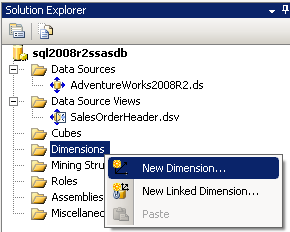 Solution Explorer
sql2008r2ssasdb
Data Sources
AdventureWorks2008R2.ds
Data Source Views
SalesOrderHeader.dsv
Cubes
Dimensions
Mining Stru
Roles
Assemblies
Miscellane
New Dimension...
New Linked Dimension...
Paste